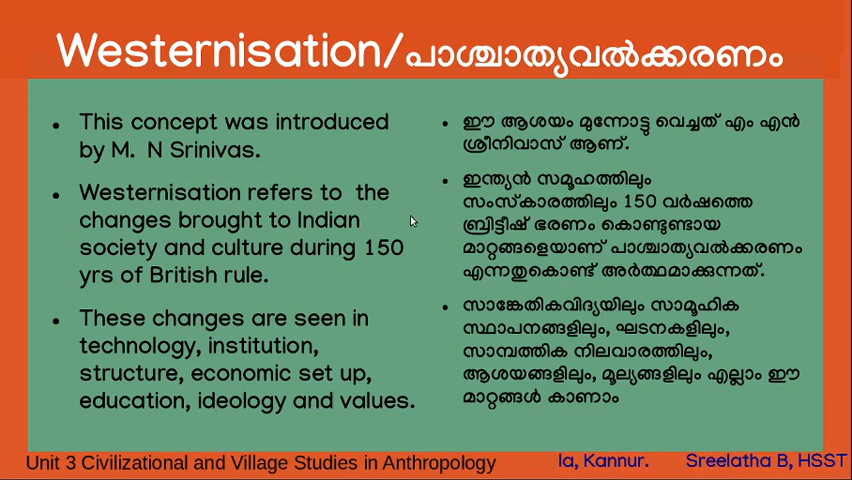 Westernisation/പാശ്ചാത്യവൽക്കരണം
This concept was introduced
by M. N Srinivas.
Westernisation refers to the
changes brought to Indian
society and culture during 150
yrs of British rule.
These changes are seen in
technology, institution,
structure, economic set up,
education, ideology and values.
ഈ ആശയം മുന്നോട്ടു വെച്ചത് എം എൻ
ശ്രീനിവാസ് ആണ്.
ഇന്ത്യൻ സമൂഹത്തിലും
സംസ്കാരത്തിലും 150 വർഷത്തെ
ബ്രിട്ടീഷ് ഭരണം കൊണ്ടുണ്ടായ
മാറ്റങ്ങളെയാണ് പാശ്ചാത്യവൽക്കരണം
എന്നതുകൊണ്ട് അർത്ഥമാക്കുന്നത്.
സാങ്കേതികവിദ്യയിലും സാമൂഹിക
സ്ഥാപനങ്ങളിലും, ഘടനകളിലും,
സാമ്പത്തിക നിലവാരത്തിലും,
ആശയങ്ങളിലും, മൂല്യങ്ങളിലും എല്ലാം ഈ
മാറ്റങ്ങൾ കാണാം
Unit 3 Civilizational and Village Studies in Anthropology
la, Kannur. Sreelatha B, HSST